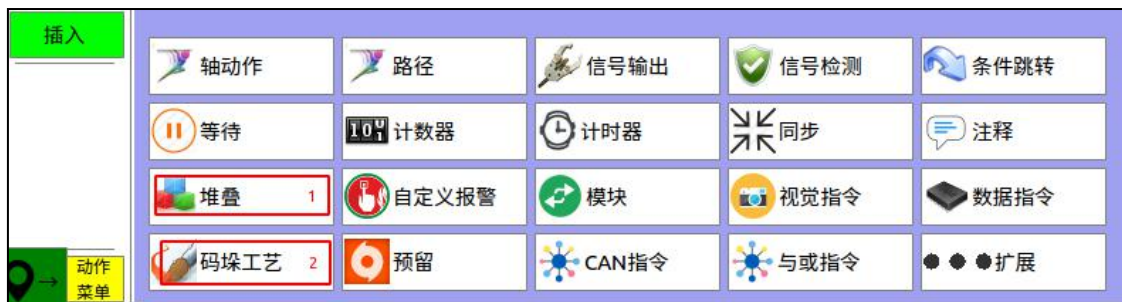 插入
轴动作 路径 信号输出 信号检测 条件跳转
等待 计数器 计时器 同步 注释
堆叠 1 自定义报警 模块 视觉指令 数据指令
码垛工艺 2 预留 CAN指令 与或指令 扩展
动作
菜单